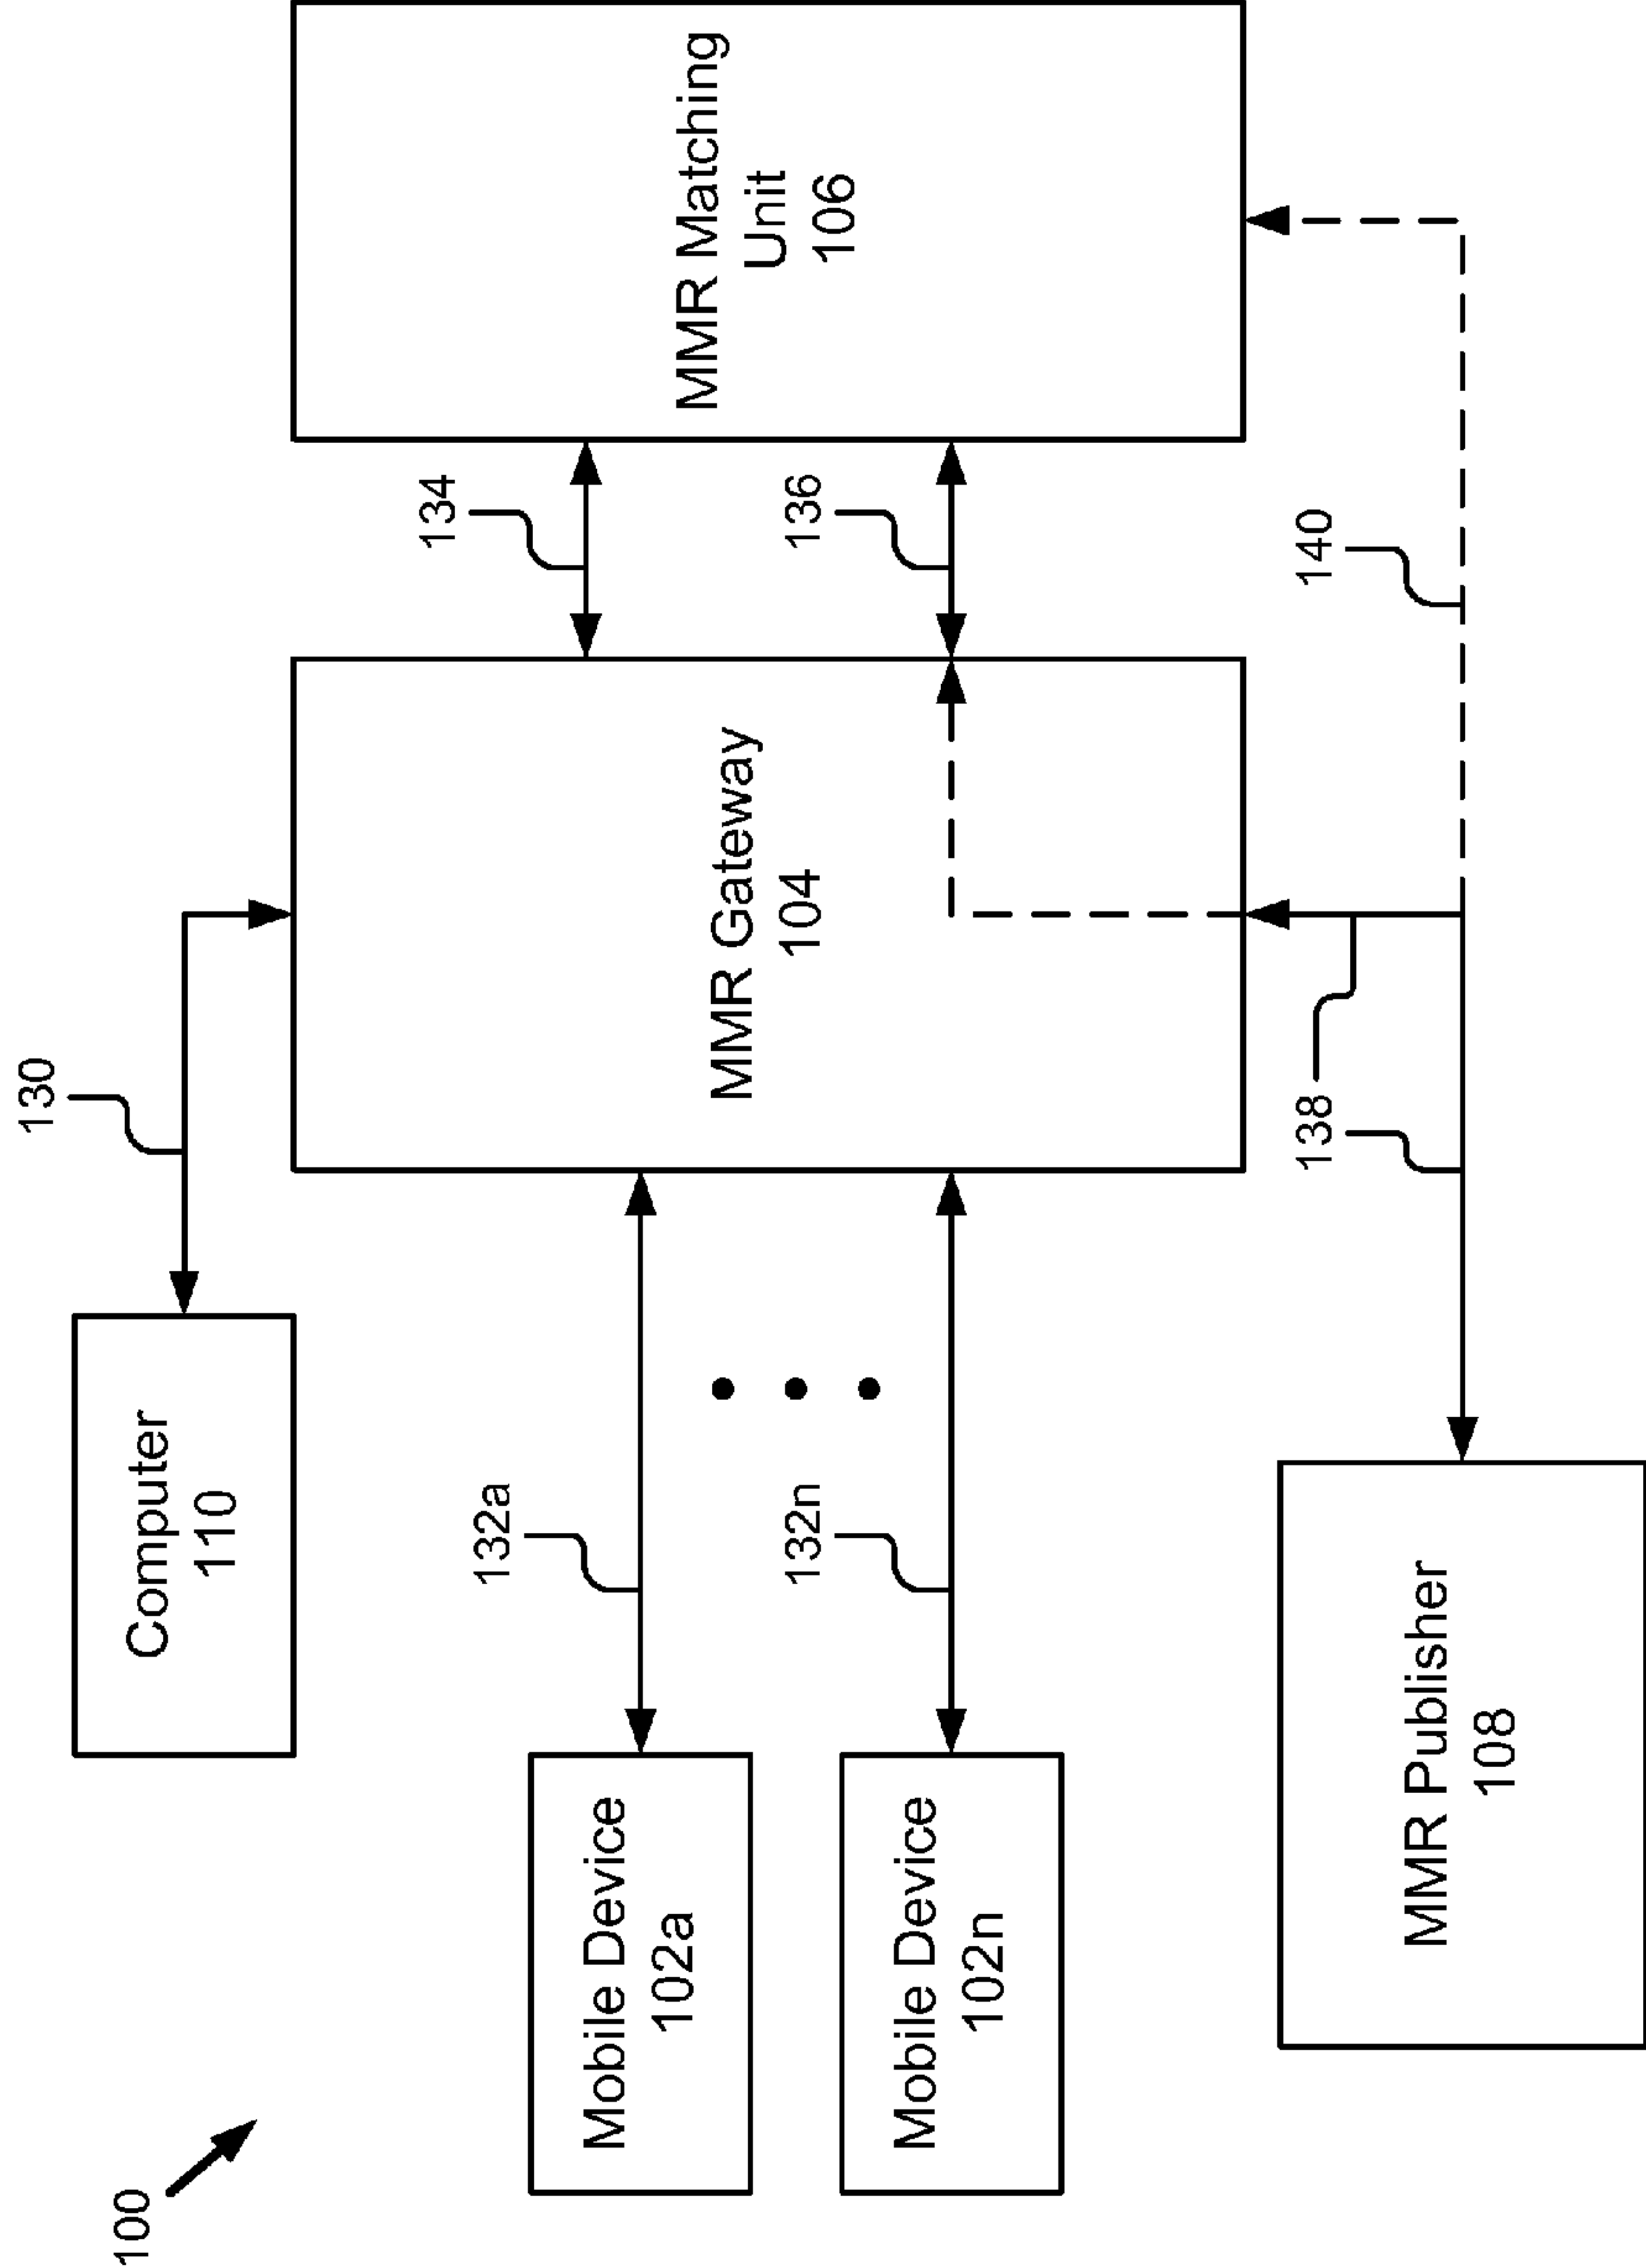 100
130
Computer
110
MMR Gateway
104
MMR Matching
Unit
106
134
136
132a
132n
Mobile Device
102a
Mobile Device
102n
138
140
MMR Publisher
108